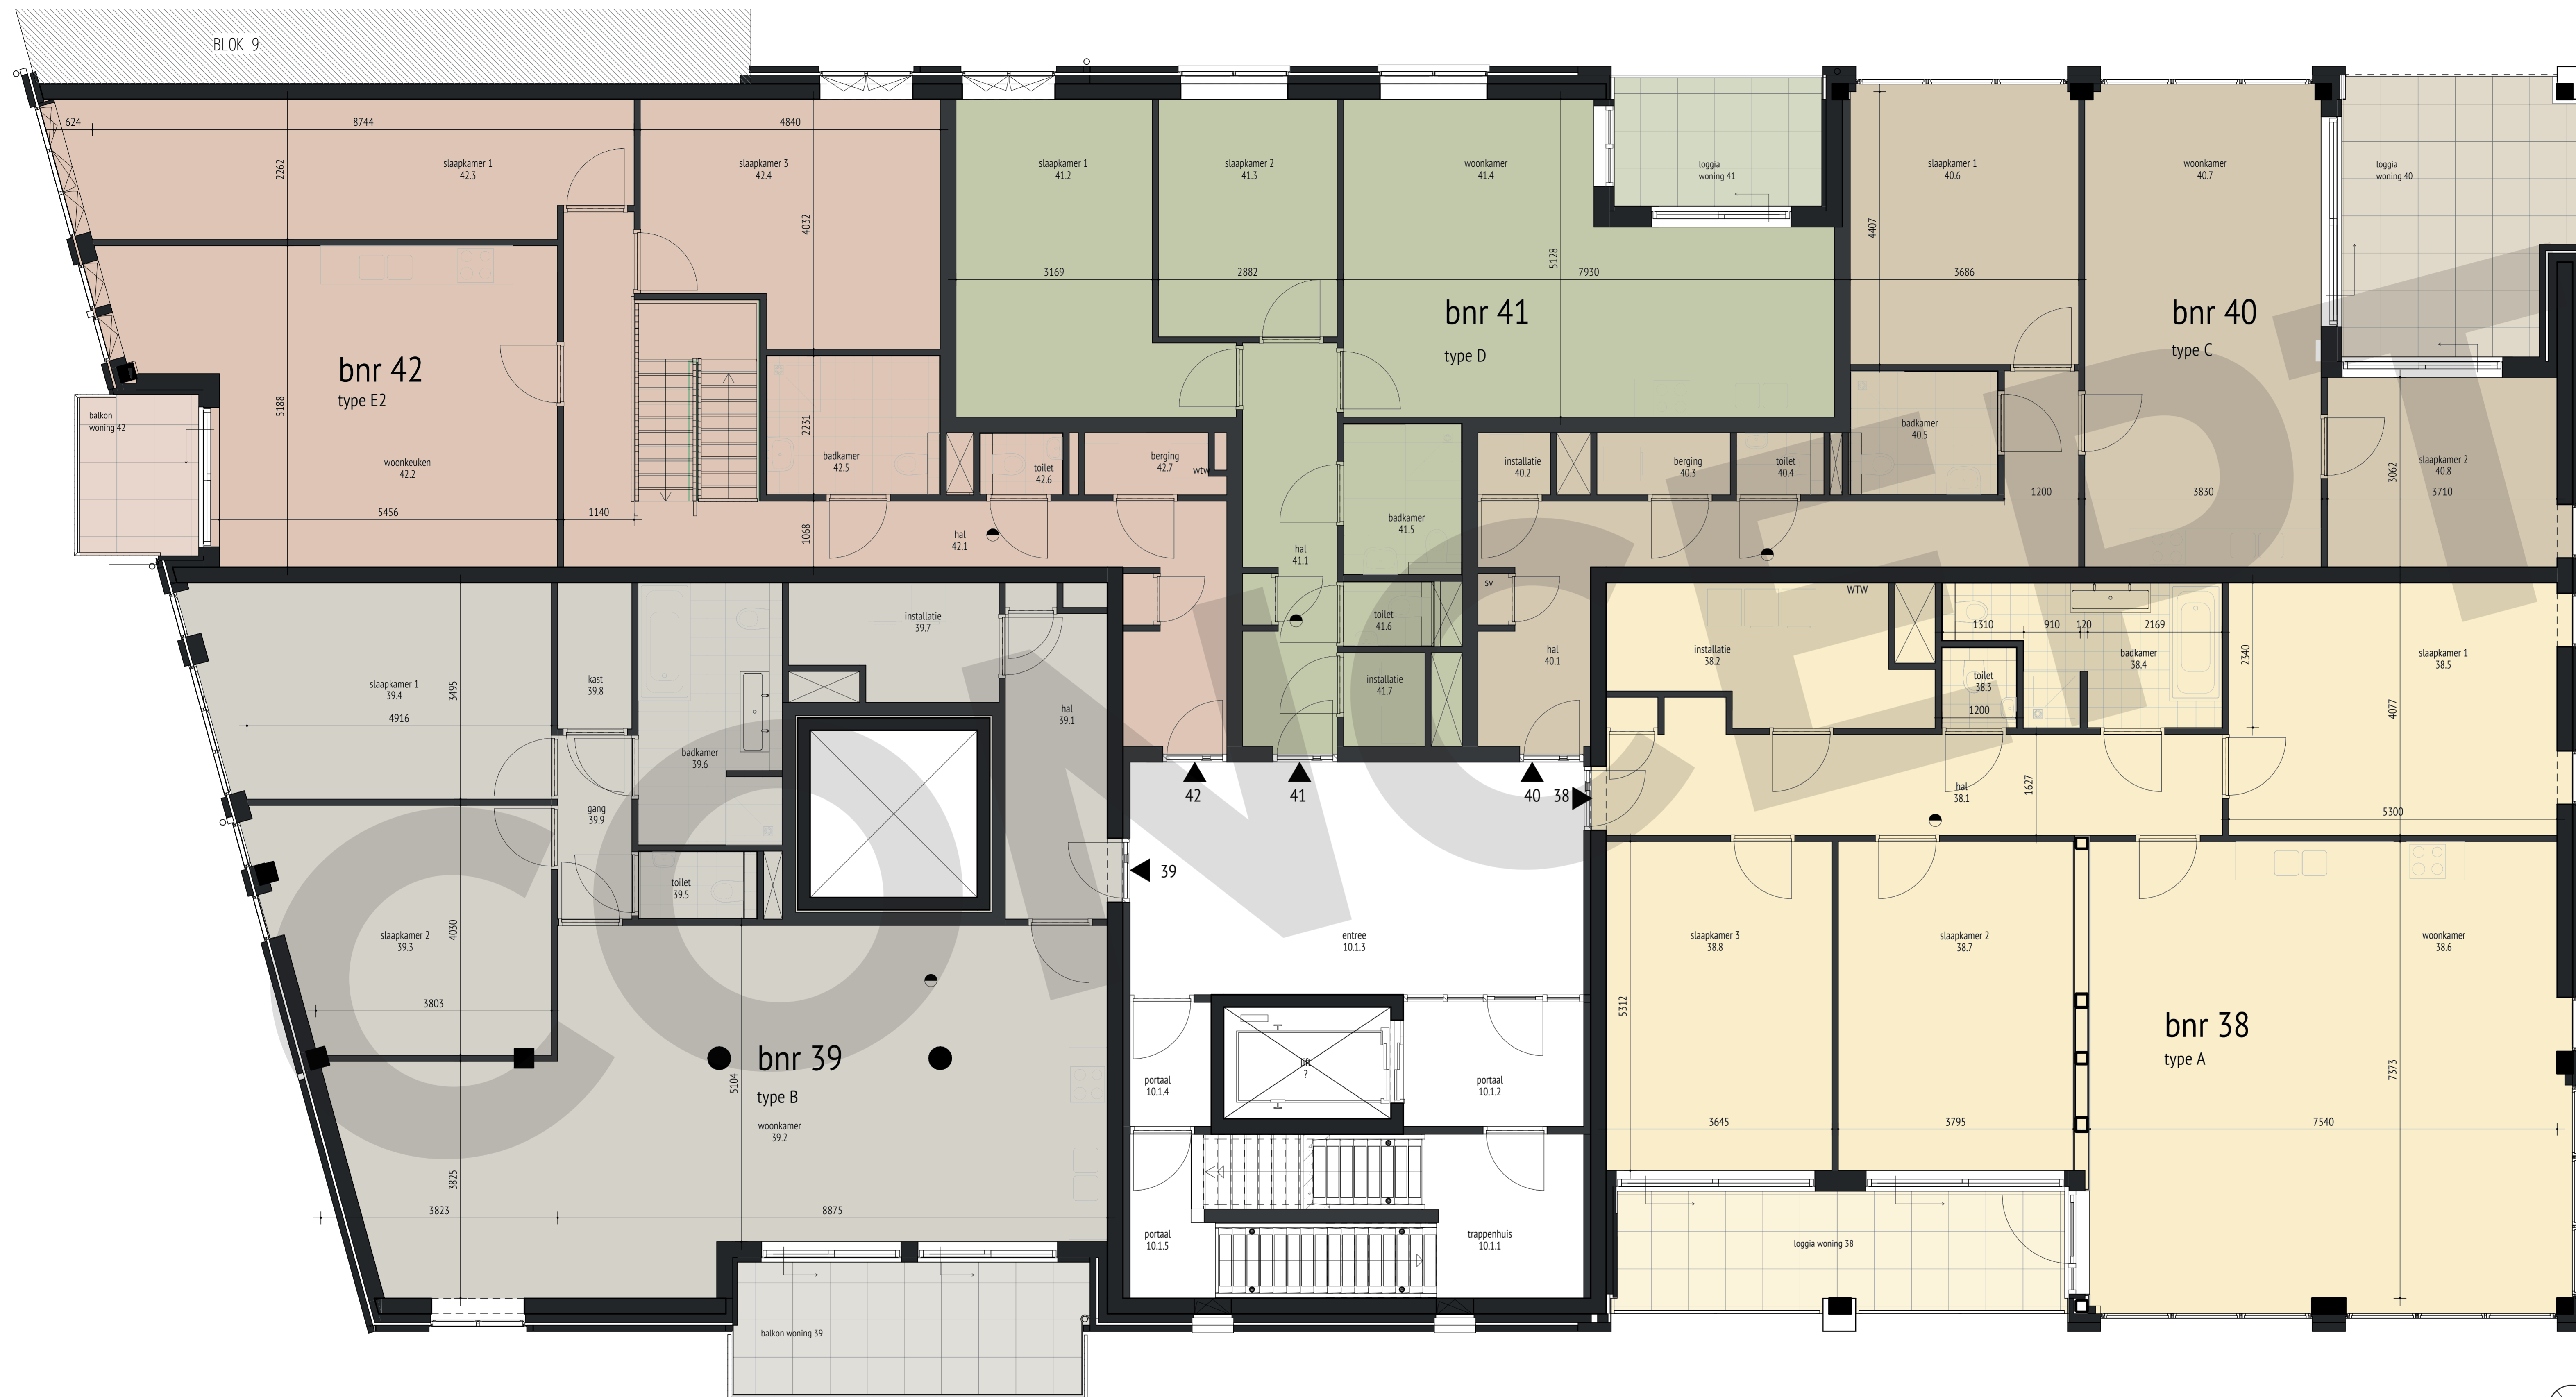 BLOK 9
624
8744
4840
2262
slaapkamer 1
42.3
slaapkamer 3
42.4
4032
bnr 42
type E2
balkon
woning 42
5188
woonkeuken
42.2
5456
1140
2231
1068
badkamer
42.5
toilet
42.6
berging
42.7
wtw
hal
42.1
slaapkamer 1
41.2
slaapkamer 2
41.3
woonkamer
41.4
loggia
woning 41
3169
2882
5128
7930
bnr 41
type D
badkamer
41.5
hal
41.1
toilet
41.6
installatie
41.7
slaapkamer 1
40.6
woonkamer
40.7
loggia
woning 40
4407
3686
bnr 40
type C
badkamer
40.5
installatie
40.2
berging
40.3
toilet
40.4
slaapkamer 2
40.8
3062
1200
3830
3710
sv
hal
40.1
installatie
39.7
slaapkamer 1
39.4
3495
4916
kast
39.8
hal
39.1
badkamer
39.6
gang
39.9
toilet
39.5
slaapkamer 2
39.3
4030
3803
bnr 39
type B
5104
woonkamer
39.2
3825
3823
8875
balkon woning 39
42
41
40
38
39
entree
10.1.3
portaal
10.1.4
lift
?
portaal
10.1.2
portaal
10.1.5
trappenhuis
10.1.1
WTW
installatie
38.2
1310
910
120
2169
badkamer
38.4
toilet
38.3
1200
2340
slaapkamer 1
38.5
4077
hal
38.1
1627
5300
slaapkamer 3
38.8
slaapkamer 2
38.7
woonkamer
38.6
5312
bnr 38
type A
7373
3645
3795
7540
loggia woning 38
CONCEPT